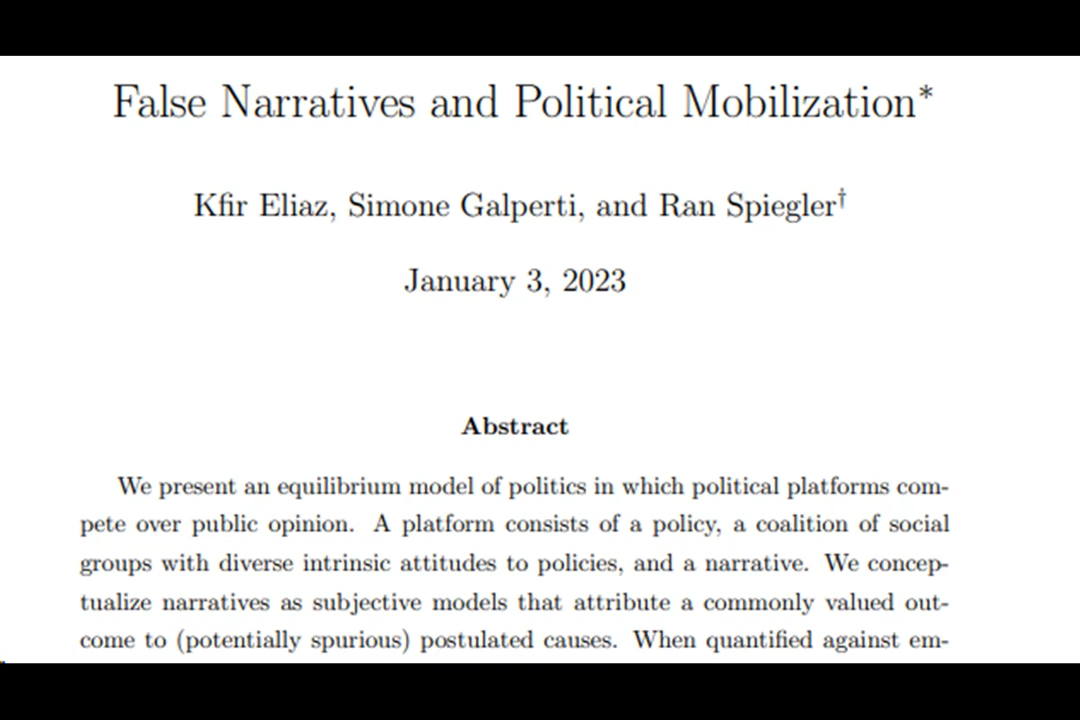 False Narratives and Political Mobilization*
Kfir Eliaz, Simone Galperti, and Ran Spiegler†
January 3, 2023
Abstract
We present an equilibrium model of politics in which political platforms com-
pete over public opinion. A platform consists of a policy, a coalition of social
groups with diverse intrinsic attitudes to policies, and a narrative. We concep-
tualize narratives as subjective models that attribute a commonly valued out-
come to (potentially spurious) postulated causes. When quantified against em-